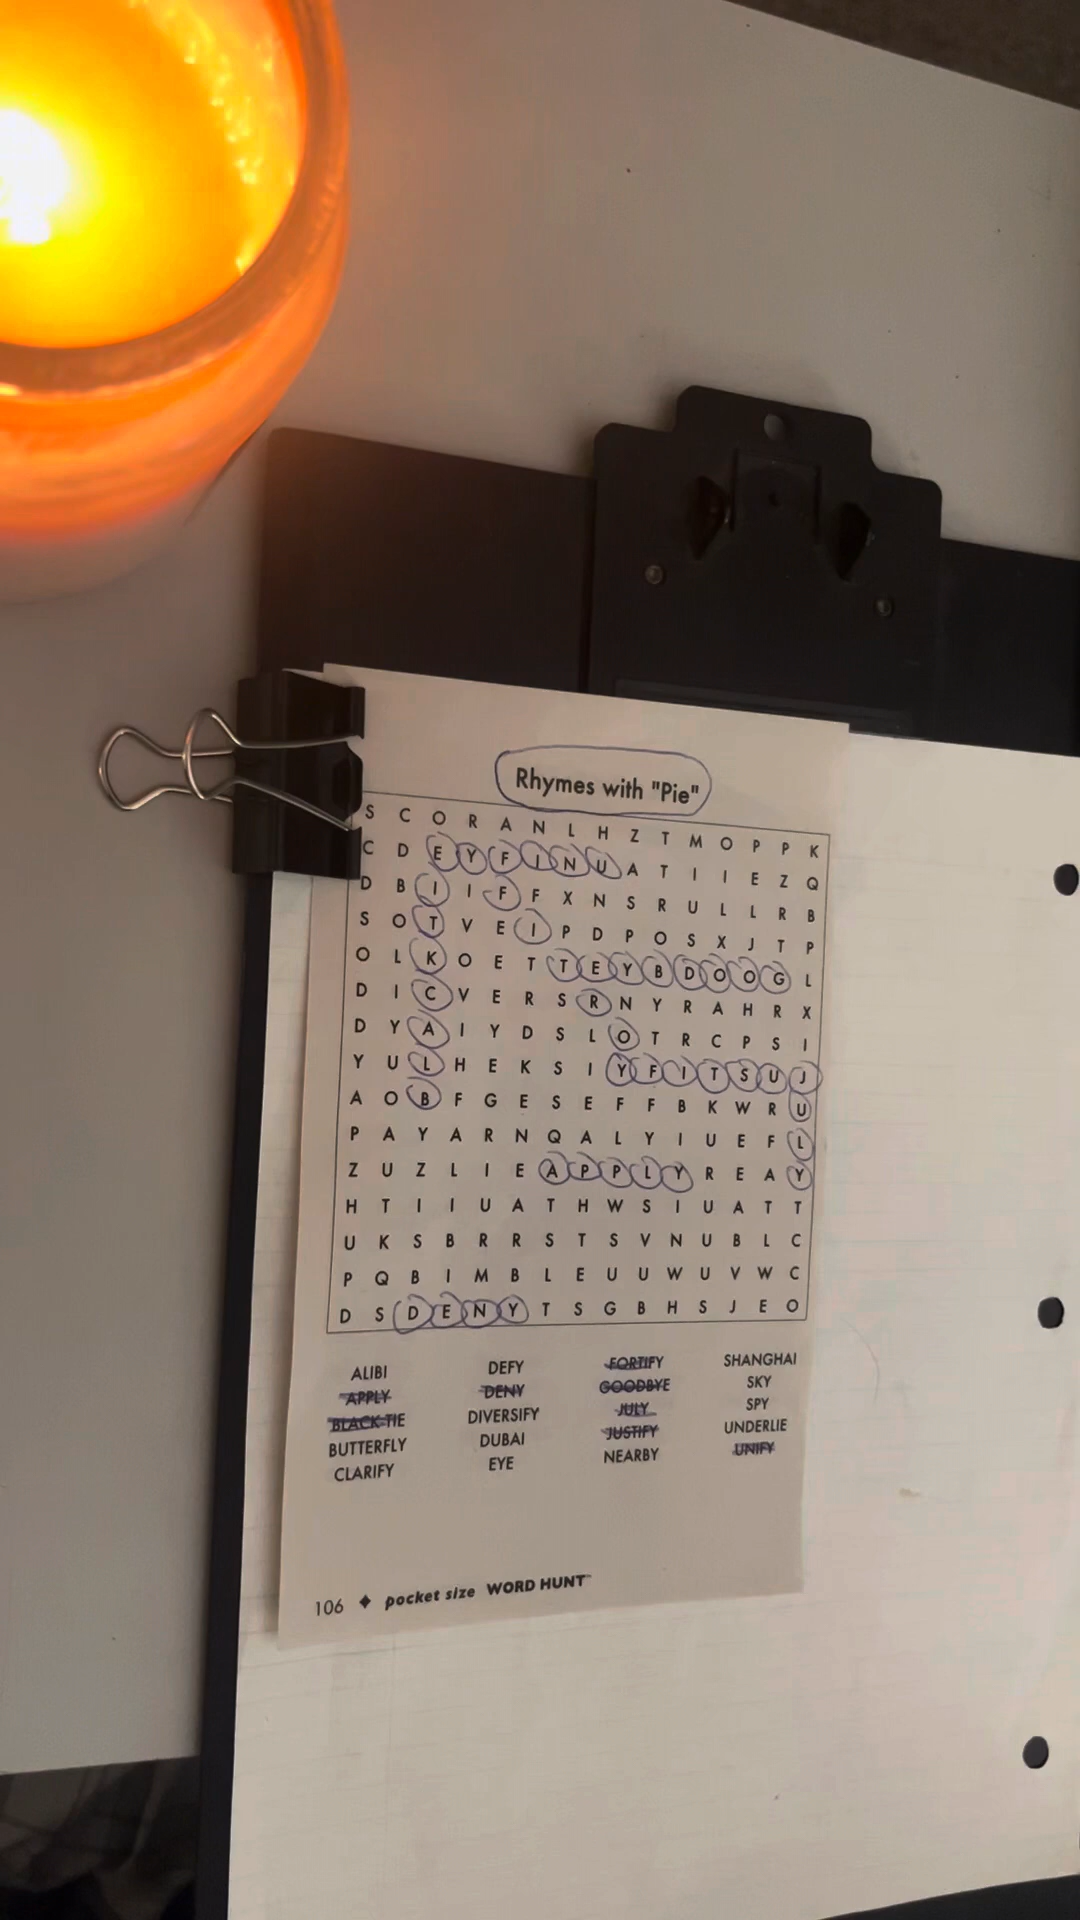 Rhymes with "Pie"
S C O R A N L H Z T M O P P K
C D E Y F I N U A T I I E Z Q
D B I I F F X N S R U L L R B
S O T V E I P D P O S X J T P
O L K O E T T E Y B D O O G L
D I C V E R S R N Y R A H R X
D Y A I Y D S L O T R C P S I
Y U L H E K S I Y F I T S U J
A O B F G E S E F F B K W R U
P A Y A R N Q A L Y I U E F L
Z U Z L I E A P P L Y R E A Y
H T I I U A T H W S I U A T T
U K S B R R S T S V N U B L C
P Q B I M B L E U U W U V W C
D S D E N Y T S G B H S J E O
ALIBI DEFY FORTIFY SHANGHAI
APPLY DENY GOODBYE SKY
BLACK-TIE DIVERSIFY JULY SPY
BUTTERFLY DUBAI JUSTIFY UNDERLIE
CLARIFY EYE NEARBY UNIFY
106 ♦ pocket size WORD HUNT™